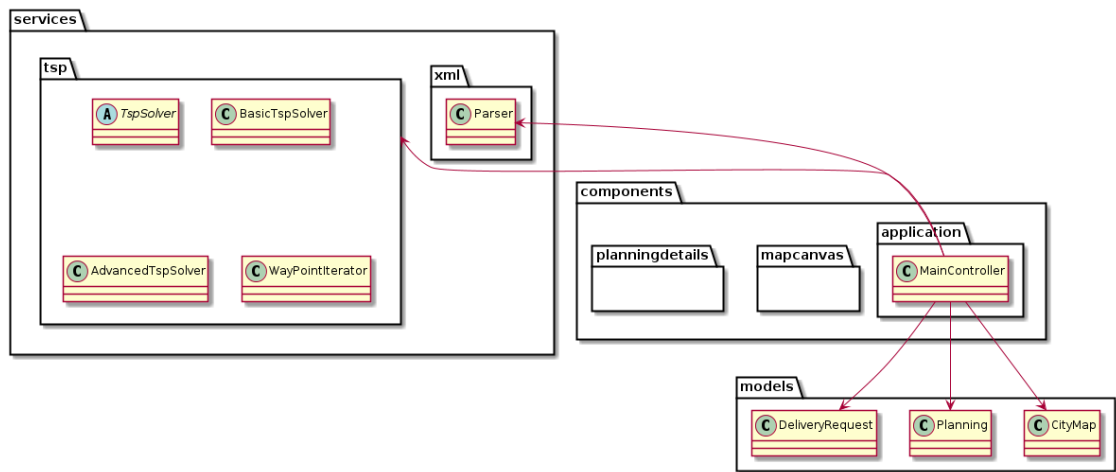 services
tsp
xml
A TspSolver
C BasicTspSolver
C Parser
components
application
planningdetails
mapcanvas
C AdvancedTspSolver
C WayPointIterator
C MainController
models
C DeliveryRequest
C Planning
C CityMap